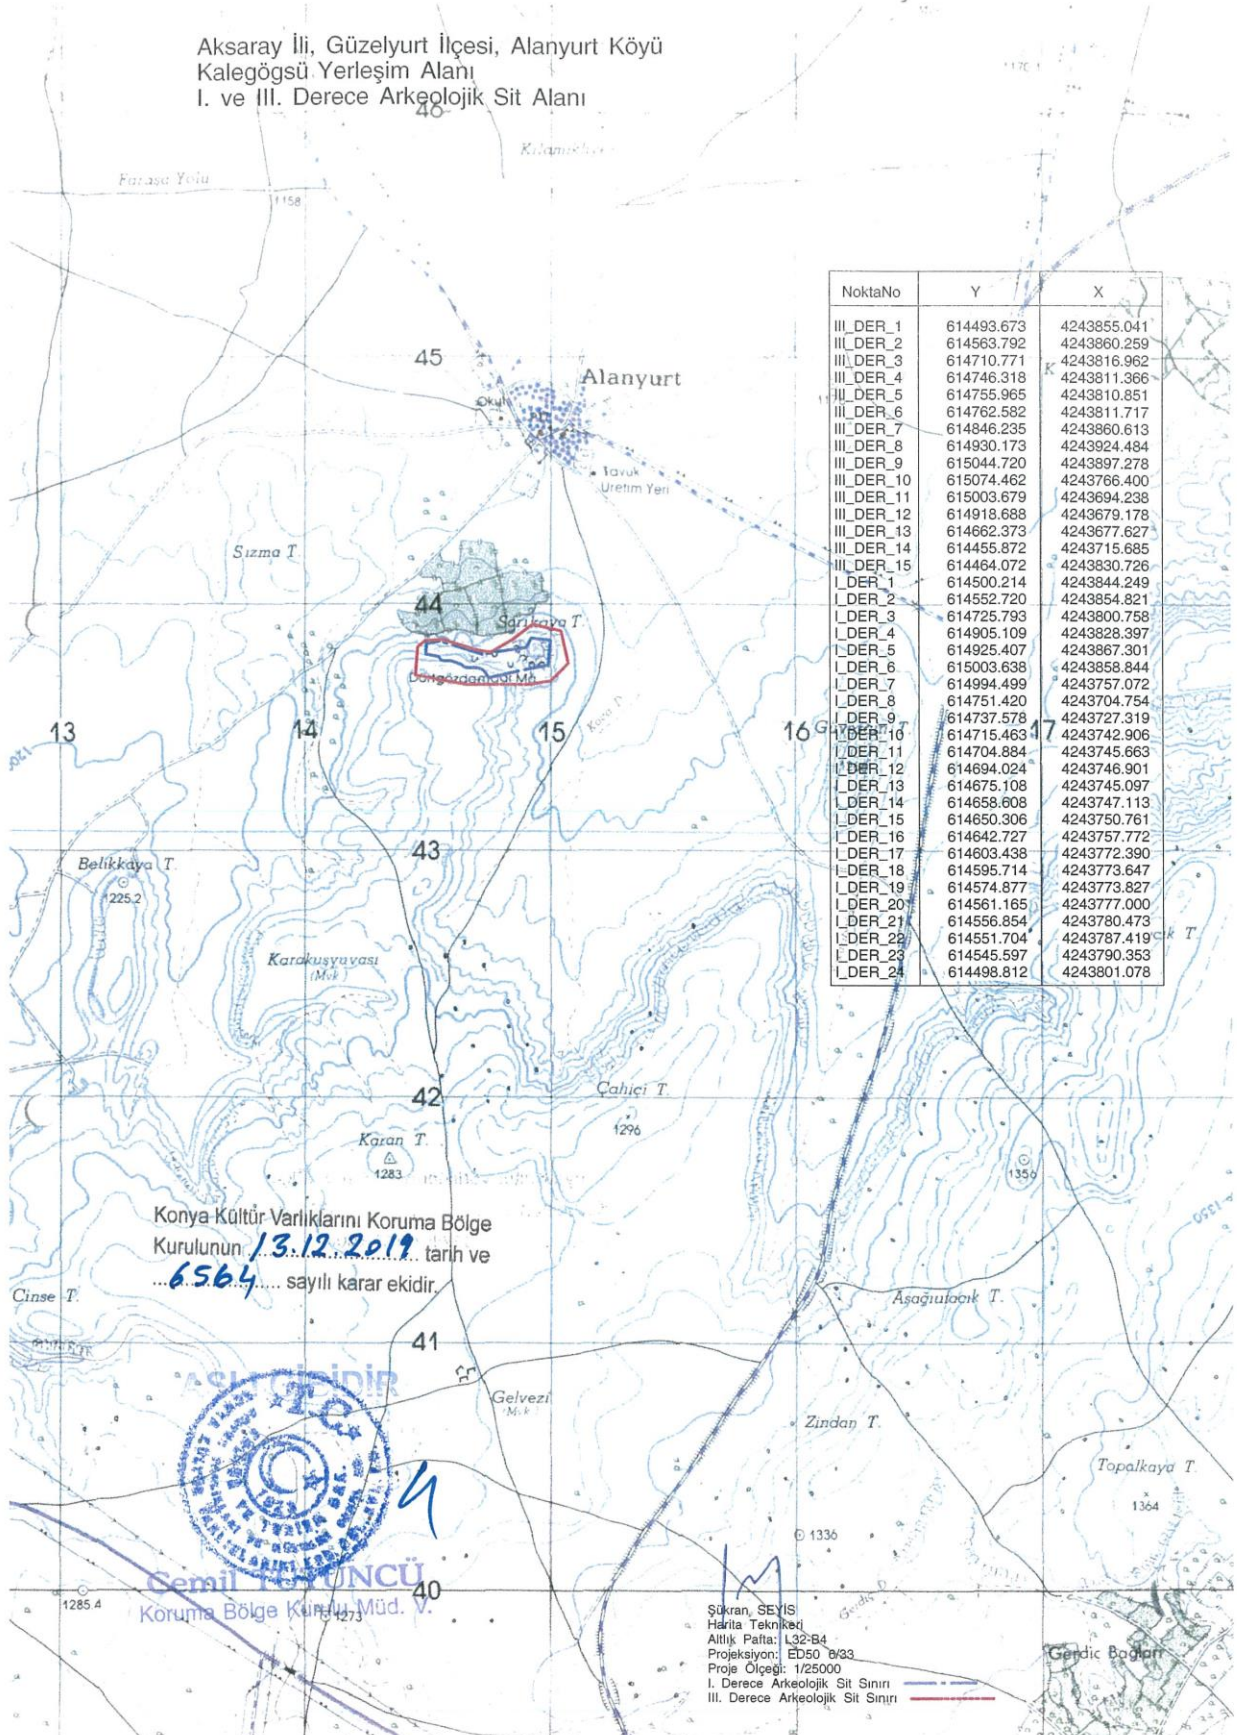 Aksaray İli, Güzelyurt İlçesi, Alanyurt Köyü
Kalegögsü Yerleşim Alanı
I. ve III. Derece Arkeolojik Sit Alanı
46
Farasa Yolu
1158
NoktaNo Y X
III_DER_1 614493.673 4243855.041
III_DER_2 614563.792 4243860.259
III_DER_3 614710.771 4243816.962
III_DER_4 614746.318 4243811.366
III_DER_5 614755.965 4243810.851
III_DER_6 614762.582 4243811.717
III_DER_7 614846.235 4243860.613
III_DER_8 614930.173 4243924.484
III_DER_9 615044.720 4243897.278
III_DER_10 615074.462 4243766.400
III_DER_11 615003.679 4243694.238
III_DER_12 614918.688 4243679.178
III_DER_13 614662.373 4243677.627
III_DER_14 614455.872 4243715.685
III_DER_15 614464.072 4243830.726
I_DER_1 614500.214 4243844.249
I_DER_2 614552.720 4243854.821
I_DER_3 614725.793 4243800.758
I_DER_4 614905.109 4243828.397
I_DER_5 614925.407 4243867.301
I_DER_6 615003.638 4243858.844
I_DER_7 614994.499 4243757.072
I_DER_8 614751.420 4243704.754
I_DER_9 614737.578 4243727.319
I_DER_10 614715.463 4243742.906
I_DER_11 614704.884 4243745.663
I_DER_12 614694.024 4243746.901
I_DER_13 614675.108 4243745.097
I_DER_14 614658.608 4243747.113
I_DER_15 614650.306 4243750.761
I_DER_16 614642.727 4243757.772
I_DER_17 614603.438 4243772.390
I_DER_18 614595.714 4243773.647
I_DER_19 614574.877 4243773.827
I_DER_20 614561.165 4243777.000
I_DER_21 614556.854 4243780.473
I_DER_22 614551.704 4243787.419
I_DER_23 614545.597 4243790.353
I_DER_24 614498.812 4243801.078
45
Alanyurt
Okul
Tavuk
Üretim Yeri
Sızma T.
44
Sarıkaya T.
13
14
15
Koca D.
16
17
43
Belikkaya T.
1225.2
Karakuşyuvası
(Mvk.)
42
Çahiçi T.
1296
Karan T.
1283
1356
1350
Konya Kültür Varlıklarını Koruma Bölge
Kurulunun 13.12.2019 tarih ve
6564 sayılı karar ekidir.
Cinse T.
Aşağıulacık T.
41
ASLI GİBİDİR
T.C.
Gelvezi
(Mvk.)
Zindan T.
Topalkaya T.
1364
1336
Cemil TÜTÜNCÜ
Koruma Bölge Kurulu Müd. V.
40
1285.4
1273
Şükran SEYİS
Harita Teknikeri
Altlık Pafta: L32-B4
Projeksiyon: ED50 6/33
Proje Ölçeği: 1/25000
I. Derece Arkeolojik Sit Sınırı
III. Derece Arkeolojik Sit Sınırı
Gerdic Bağları